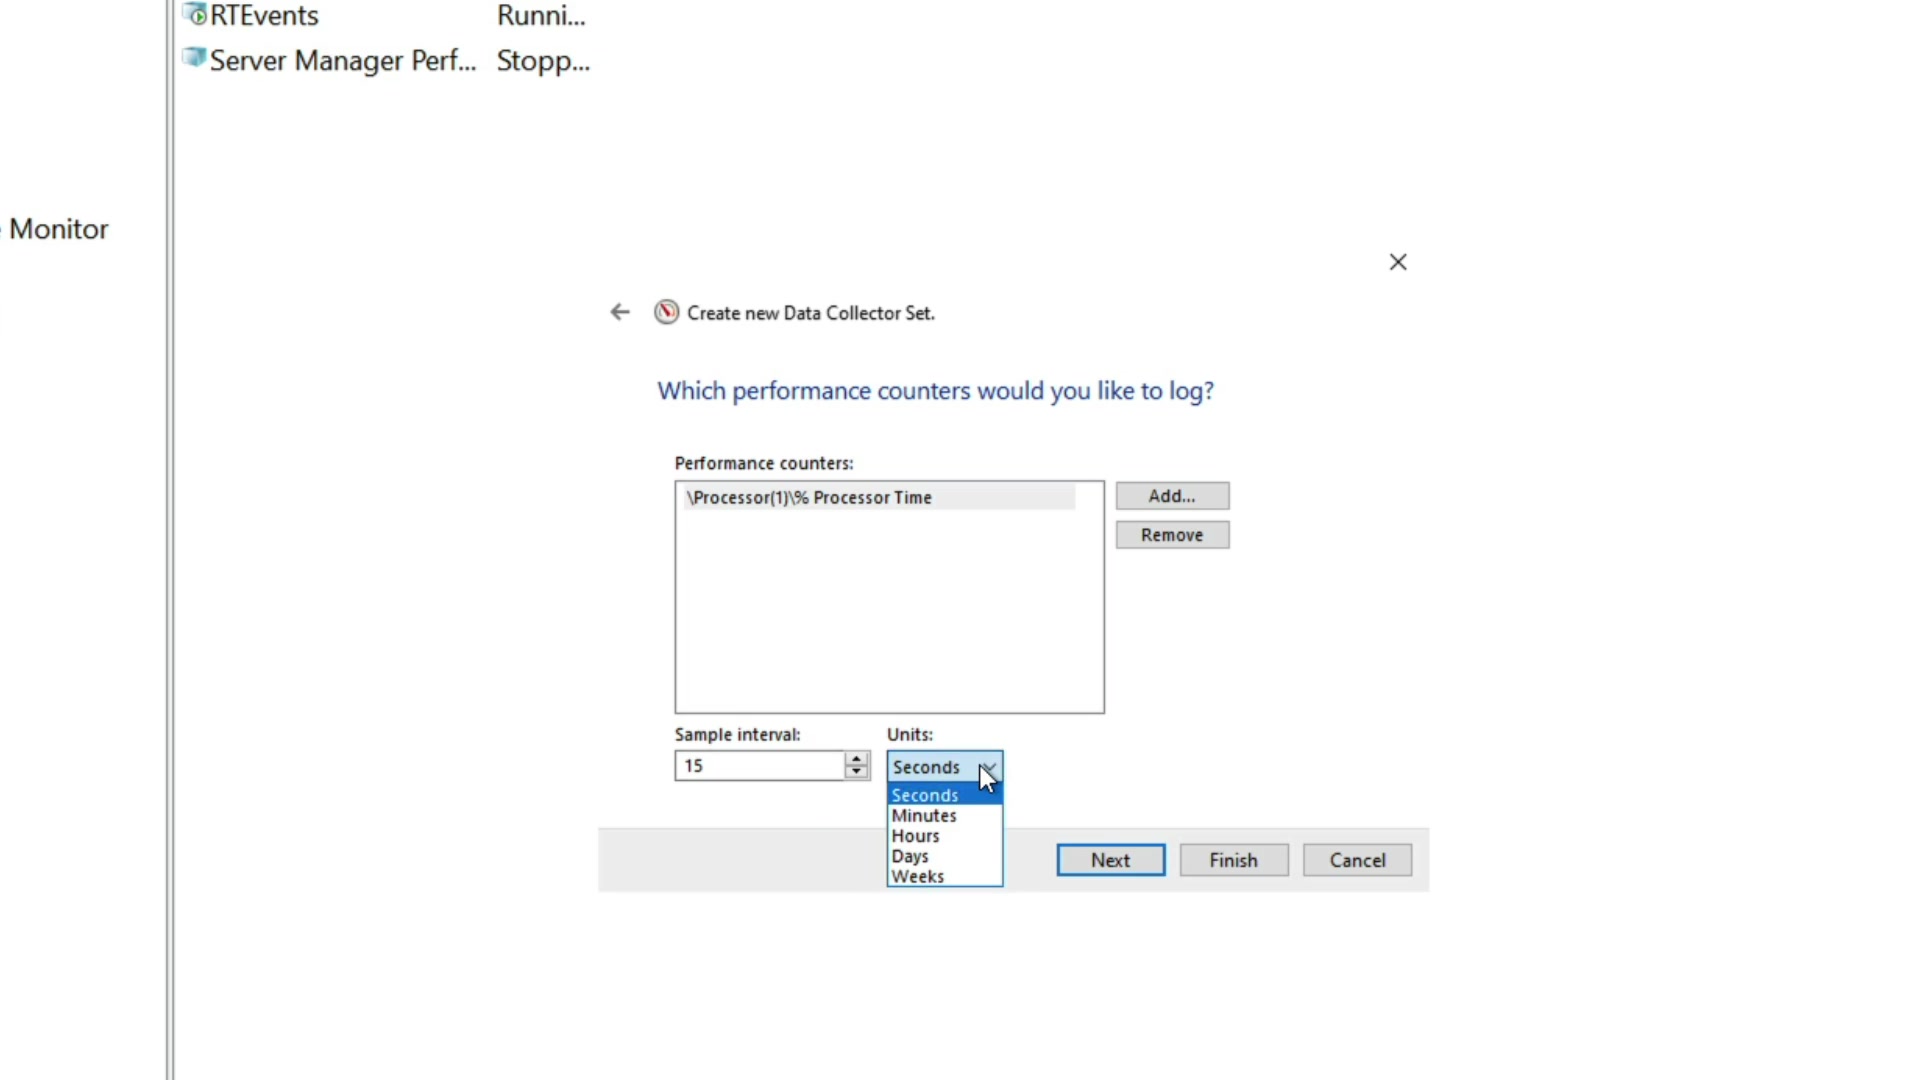 RTEvents Runni...
Server Manager Perf... Stopp...
Monitor
Create new Data Collector Set.
Which performance counters would you like to log?
Performance counters:
\Processor(1)\% Processor Time
Add...
Remove
Sample interval: Units:
15 Seconds
Seconds
Minutes
Hours
Days
Weeks
Next Finish Cancel